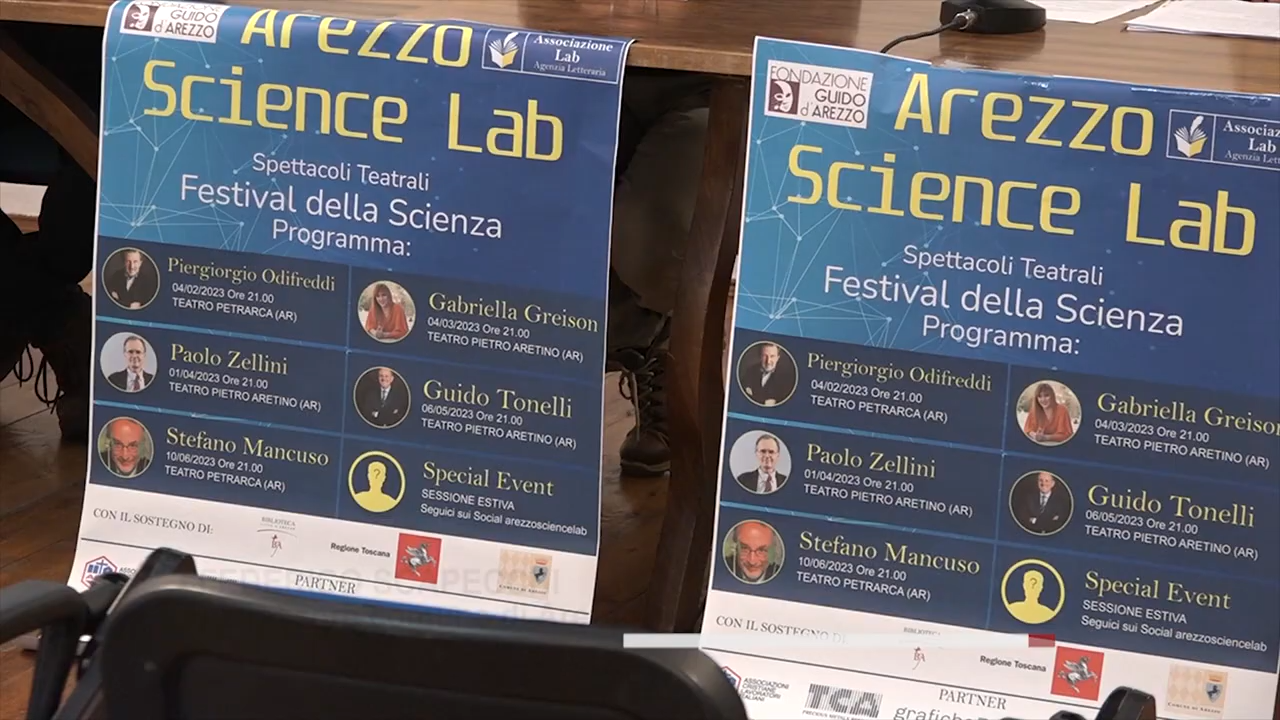 FONDAZIONE
GUIDO
d'AREZZO
Arezzo
Science Lab
Associazione
Lab
Agenzia Letteraria
Spettacoli Teatrali
Festival della Scienza
Programma:
Piergiorgio Odifreddi
04/02/2023 Ore 21.00
TEATRO PETRARCA (AR)
Gabriella Greison
04/03/2023 Ore 21.00
TEATRO PIETRO ARETINO (AR)
Paolo Zellini
01/04/2023 Ore 21.00
TEATRO PIETRO ARETINO (AR)
Guido Tonelli
06/05/2023 Ore 21.00
TEATRO PIETRO ARETINO (AR)
Stefano Mancuso
10/06/2023 Ore 21.00
TEATRO PETRARCA (AR)
Special Event
SESSIONE ESTIVA
Seguici sui Social arezzosciencelab
CON IL SOSTEGNO DI:
BIBLIOTECA
Regione Toscana
PARTNER
FONDAZIONE
GUIDO
d'AREZZO
Arezzo
Science Lab
Associaz
Lab
Agenzia Lett
Spettacoli Teatrali
Festival della Scienza
Programma:
Piergiorgio Odifreddi
04/02/2023 Ore 21.00
TEATRO PETRARCA (AR)
Gabriella Greison
04/03/2023 Ore 21.00
TEATRO PIETRO ARETINO (AR)
Paolo Zellini
01/04/2023 Ore 21.00
TEATRO PIETRO ARETINO (AR)
Guido Tonelli
06/05/2023 Ore 21.00
TEATRO PIETRO ARETINO (AR)
Stefano Mancuso
10/06/2023 Ore 21.00
TEATRO PETRARCA (AR)
Special Event
SESSIONE ESTIVA
Seguici sui Social arezzosciencelab
CON IL SOSTEGNO DI:
BIBLIOTECA
Regione Toscana
PARTNER
ASSOCIAZIONI
CRISTIANE
LAVORATORI
ITALIANI